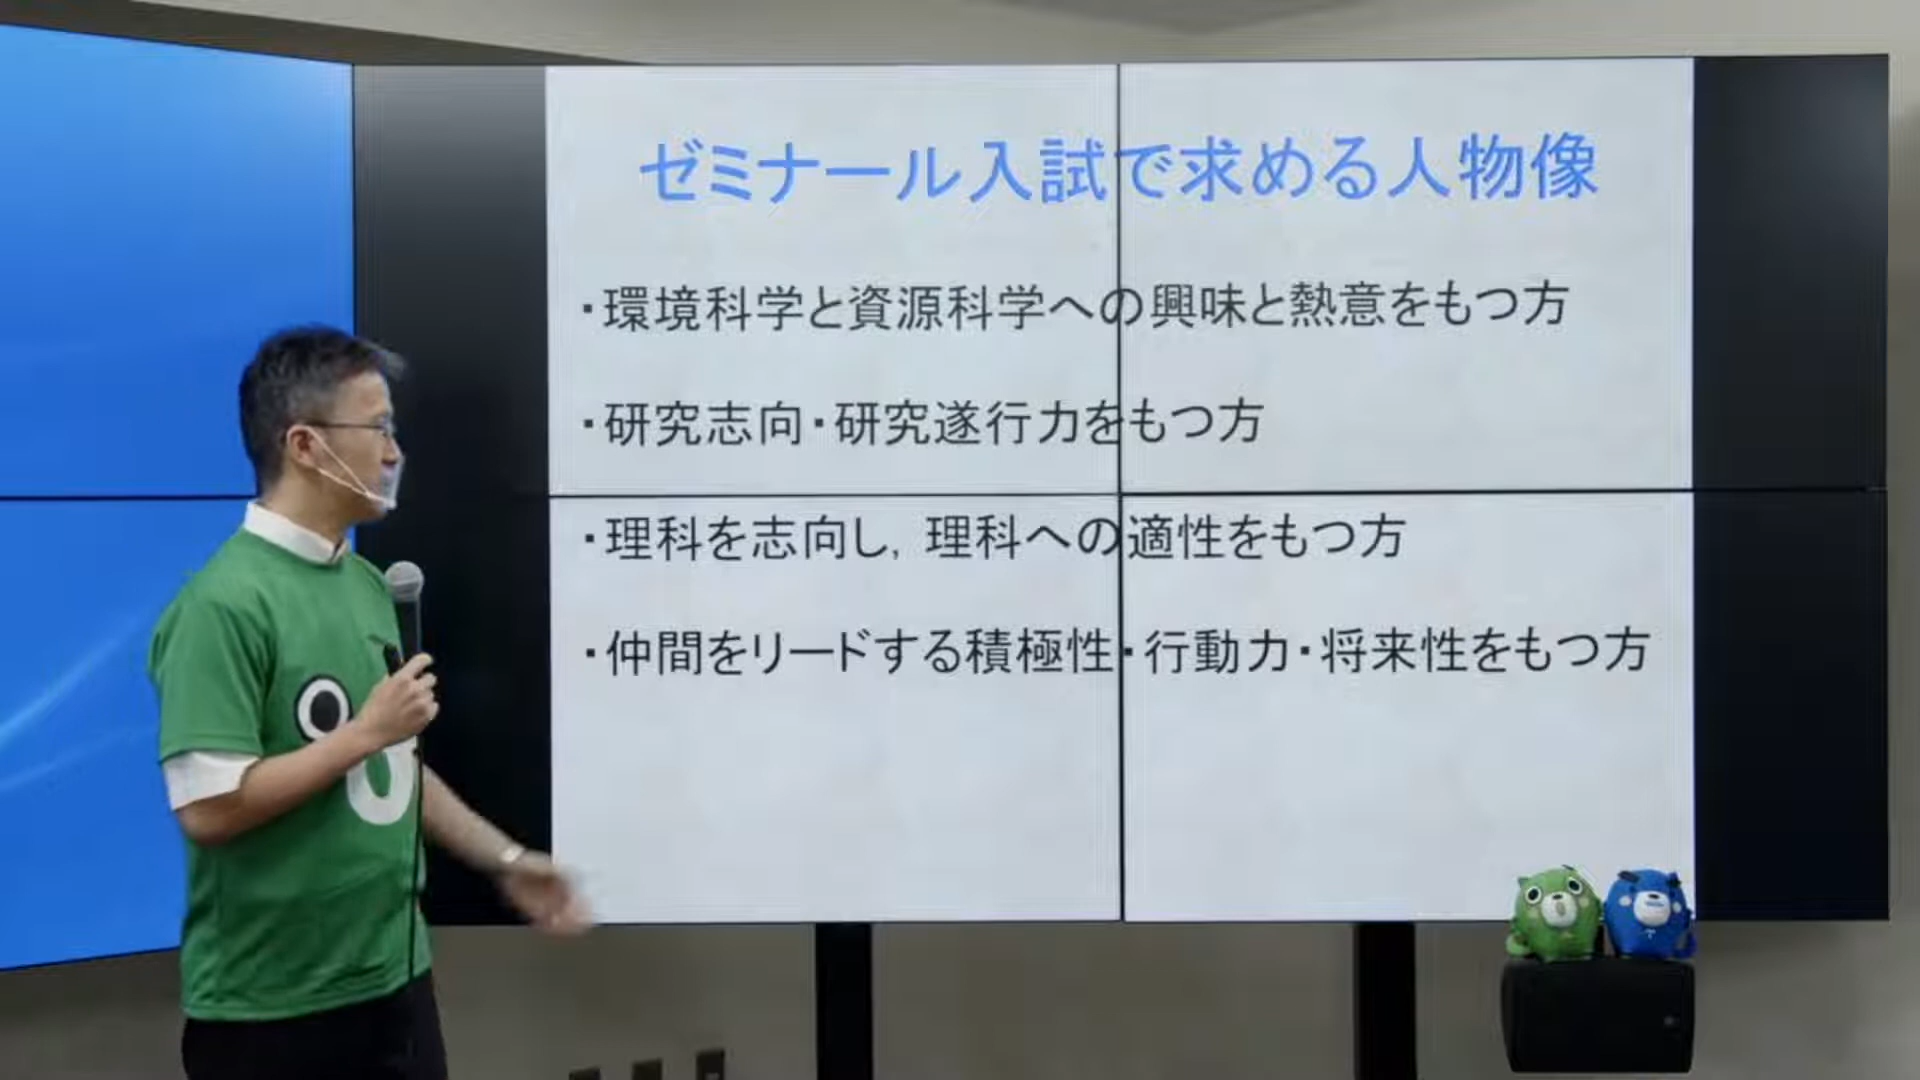 ゼミナール入試で求める人物像
・環境科学と資源科学への興味と熱意をもつ方
・研究志向・研究遂行力をもつ方
・理科を志向し，理科への適性をもつ方
・仲間をリードする積極性・行動力・将来性をもつ方